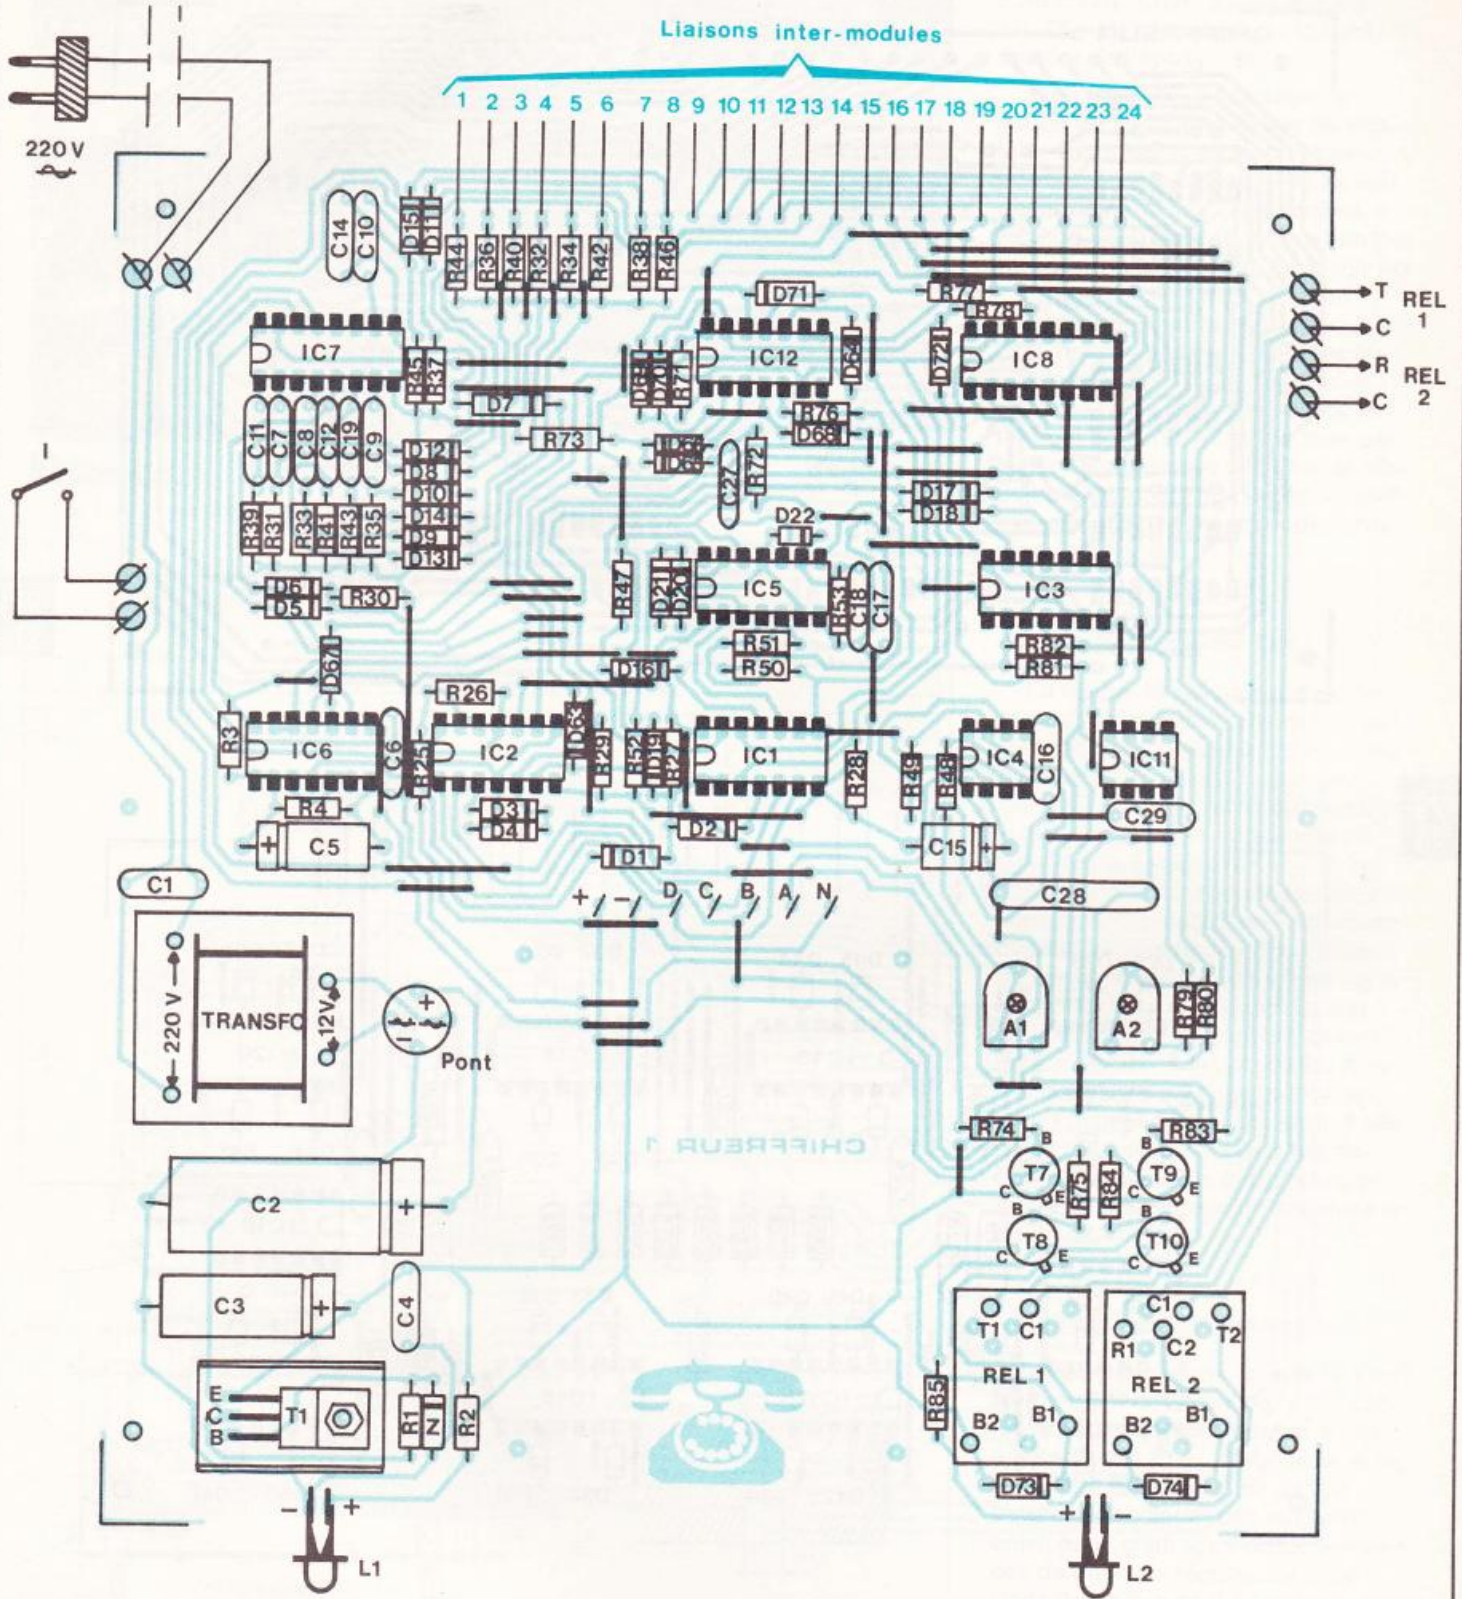 Liaisons inter-modules
1 2 3 4 5 6 7 8 9 10 11 12 13 14 15 16 17 18 19 20 21 22 23 24
220 V
C14 C10 D15 D11 R44 R36 R40 R32 R34 R42 R38 R46
D71 R77 R78
T REL 1
C
R REL 2
C
IC7 R45 R37 R71 IC12 D64 D72 IC8
D7 R76
C11 C7 C8 C12 C19 C9 R73 D68
D12 D8 D10 D14 D9 D13
C27 R72 D17 D18
I
R39 R31 R33 R41 R43 R35
D22
D6 D5 R30 R47 D21 D20 IC5 R53 C18 C17 IC3
R51 R50 R82 R81
D67 D16
R26
R3 IC6 C6 R25 IC2 D63 R29 R52 D19 R27 IC1 R28 R49 R48 IC4 C16 IC11
R4 D3 D4 D2 C29
+ C5 D1 C15 +
C1 C28
+ - D C B A N
220 V TRANSFO 12V
+ - Pont
A1 A2 R79 R80
CHIFFREUR 1
R74 R83
B T7 C E R75 R84 B T9 C E
C2 +
B T8 C E B T10 C E
C3 + C4
T1 C1 C1 T2
R1 C2
REL 1 REL 2
R85
B2 B1 B2 B1
E C B T1 R1 Z R2
D73 D74
- + + -
L1 L2